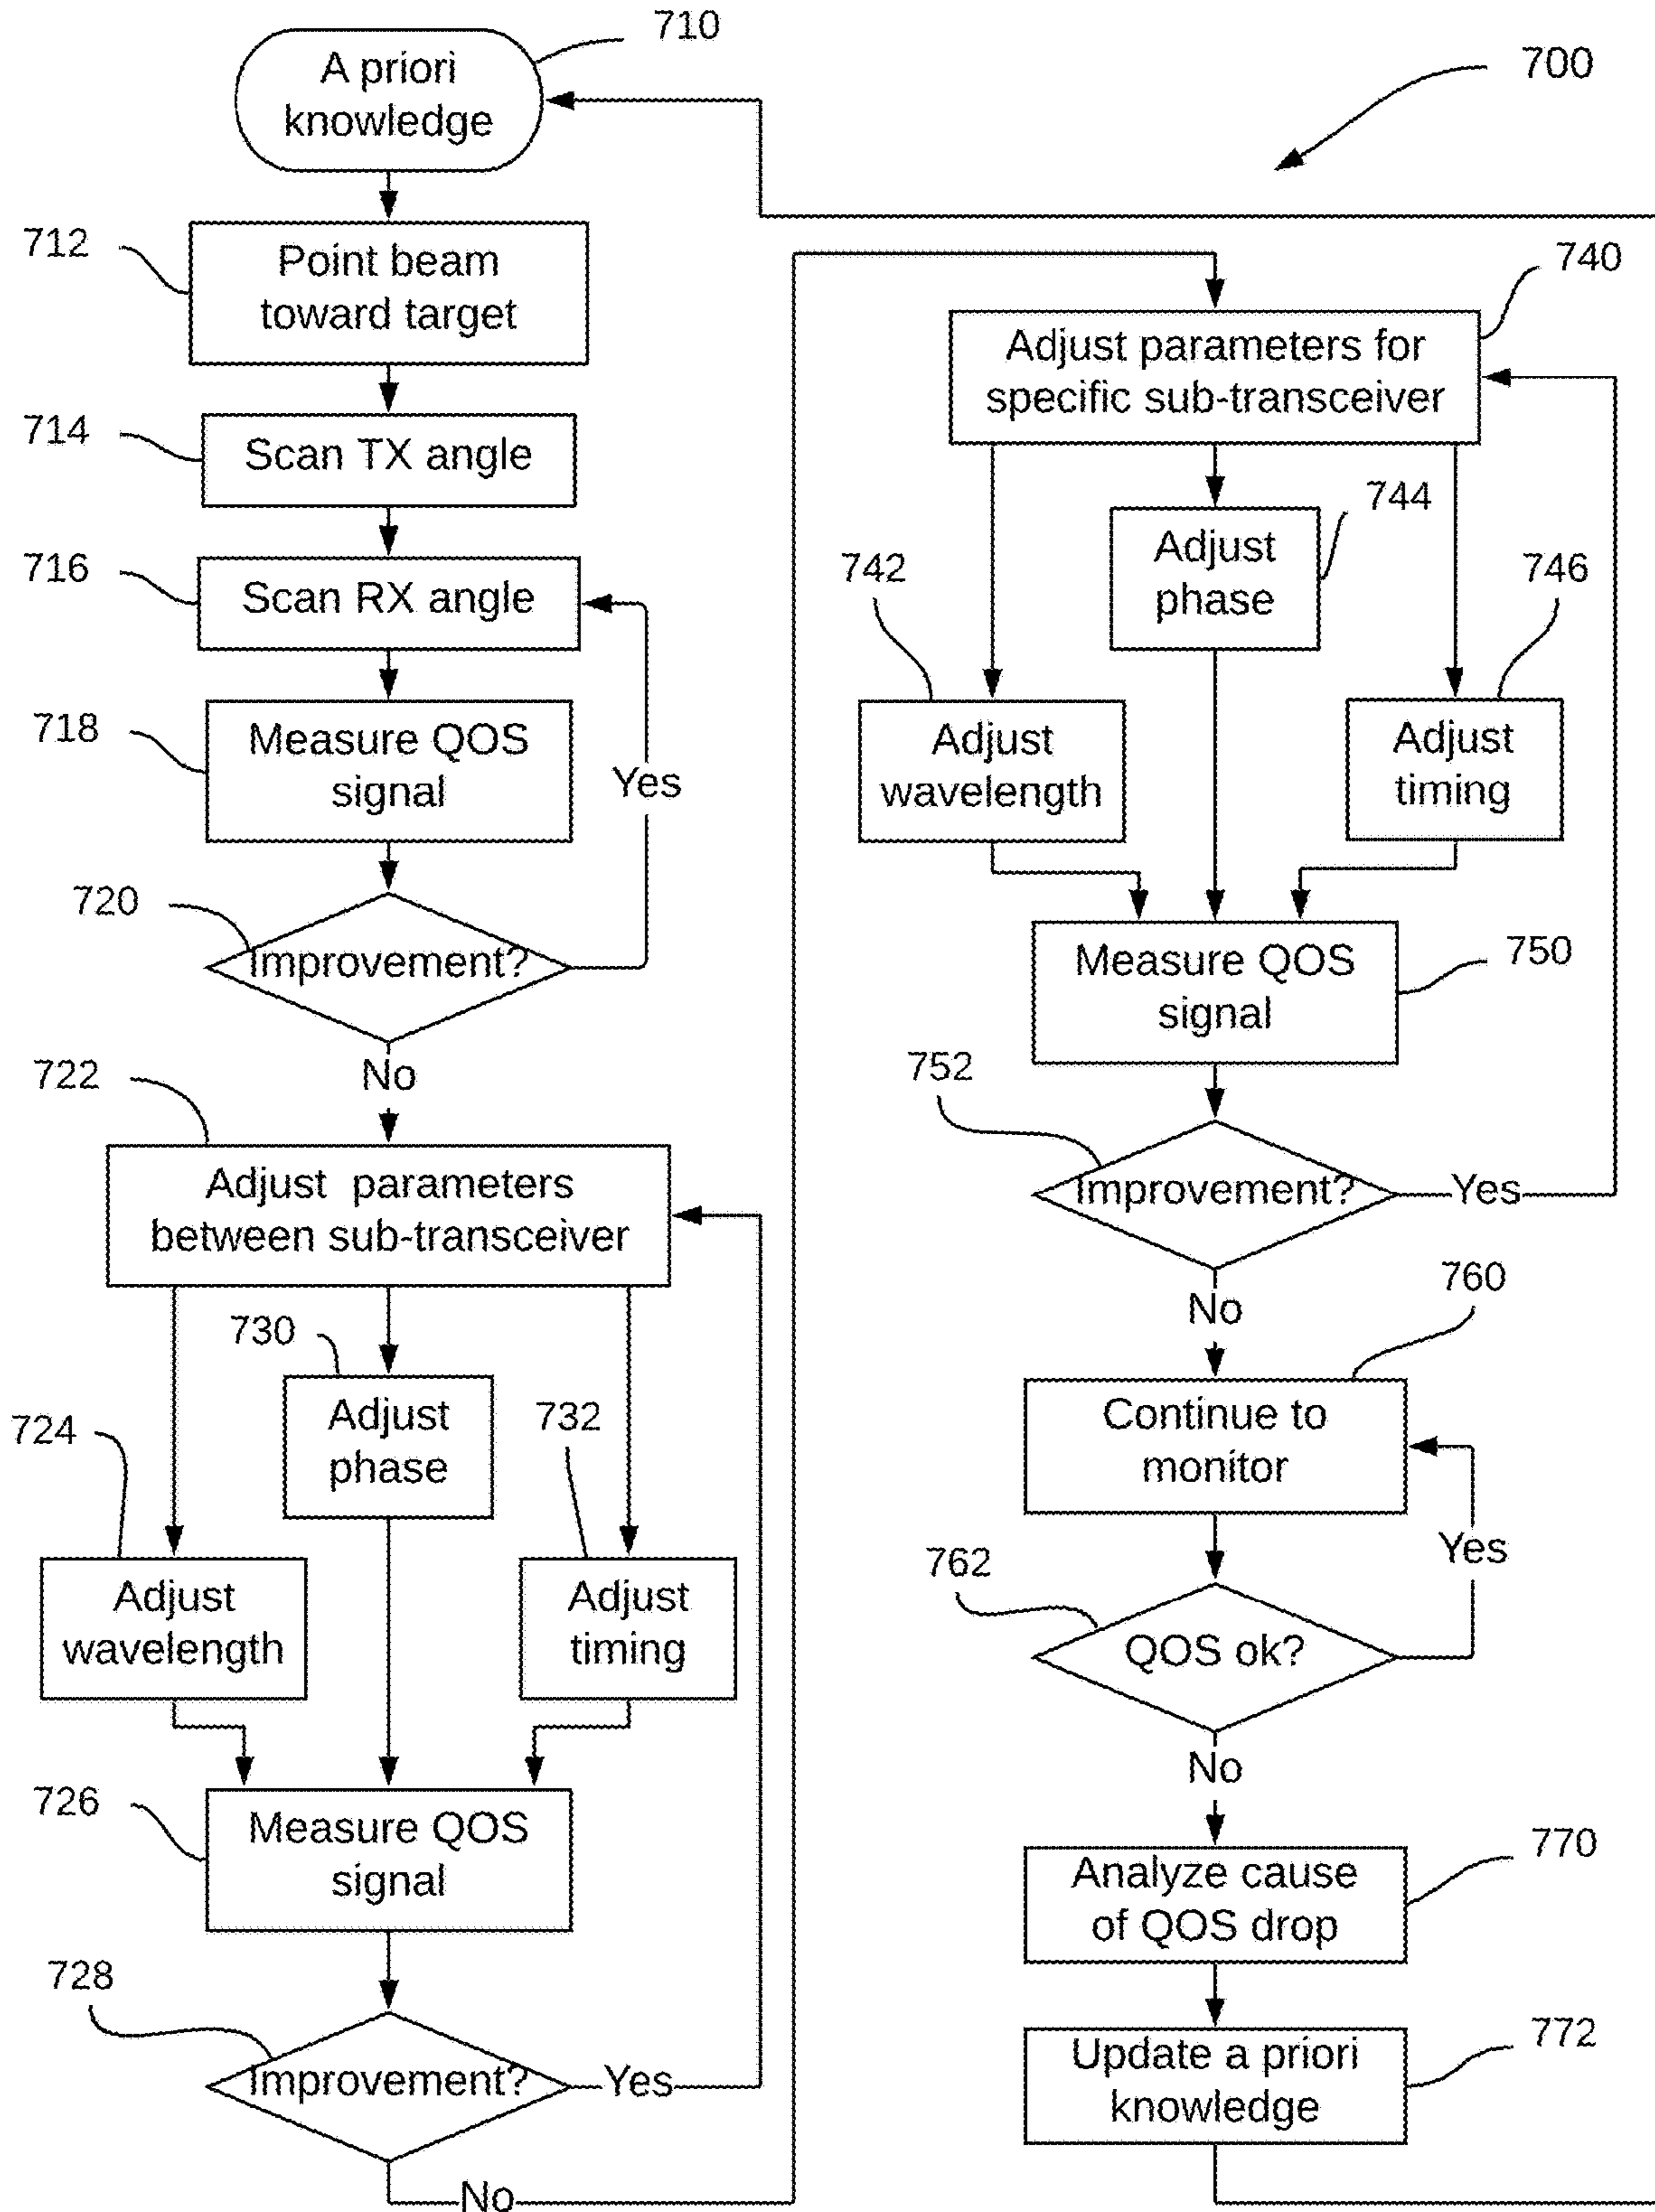 710
A priori
knowledge
700
712
Point beam
toward target
714
Scan TX angle
716
Scan RX angle
718
Measure QOS
signal
Yes
720
Improvement?
No
722
Adjust parameters
between sub-transceiver
730
Adjust
phase
724
Adjust
wavelength
732
Adjust
timing
726
Measure QOS
signal
728
Improvement?
Yes
No
740
Adjust parameters for
specific sub-transceiver
744
Adjust
phase
742
Adjust
wavelength
746
Adjust
timing
750
Measure QOS
signal
752
Improvement?
Yes
No
760
Continue to
monitor
Yes
762
QOS ok?
No
770
Analyze cause
of QOS drop
772
Update a priori
knowledge